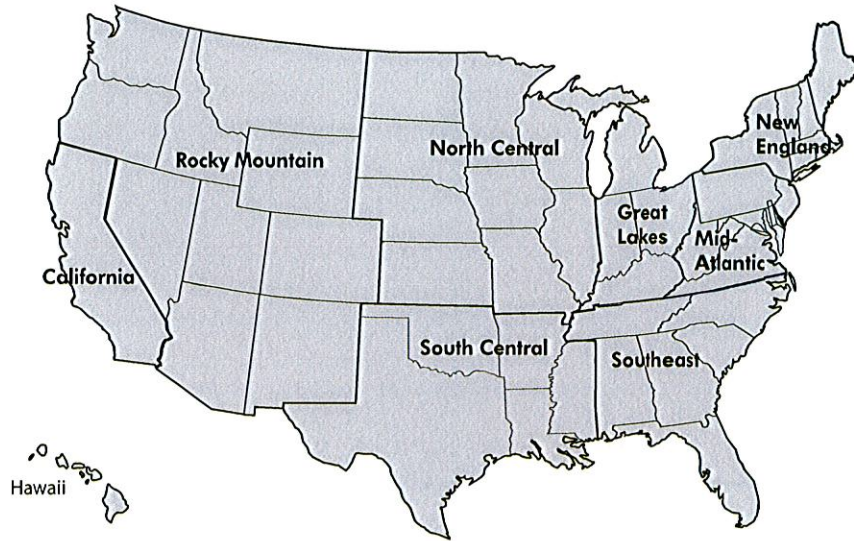 New
England
Rocky Mountain
North Central
Great
Lakes
Mid-
Atlantic
California
South Central
Southeast
Hawaii